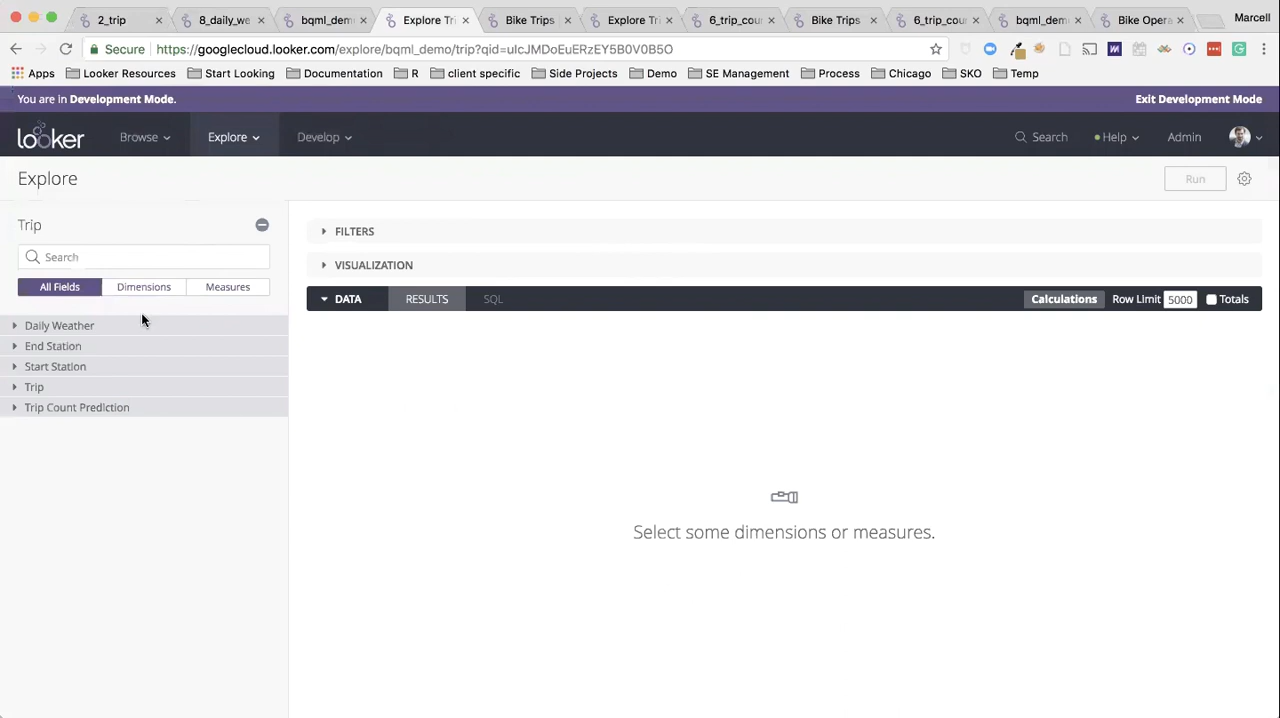 2_trip
8_daily_we
bqml_dem
Explore Tri
Bike Trips
Explore Tri
6_trip_cou
Bike Trips
6_trip_cou
bqml_dem
Bike Opera
Marcell
Secure
https://googlecloud.looker.com/explore/bqml_demo/trip?qid=uIcJMDoEuERzEY5B0V0B5O
Apps
Looker Resources
Start Looking
Documentation
R
client specific
Side Projects
Demo
SE Management
Process
Chicago
SKO
Temp
You are in Development Mode.
Exit Development Mode
looker
Browse
Explore
Develop
Search
Help
Admin
Explore
Run
Trip
Search
All Fields
Dimensions
Measures
Daily Weather
End Station
Start Station
Trip
Trip Count Prediction
FILTERS
VISUALIZATION
DATA
RESULTS
SQL
Calculations
Row Limit 5000
Totals
Select some dimensions or measures.